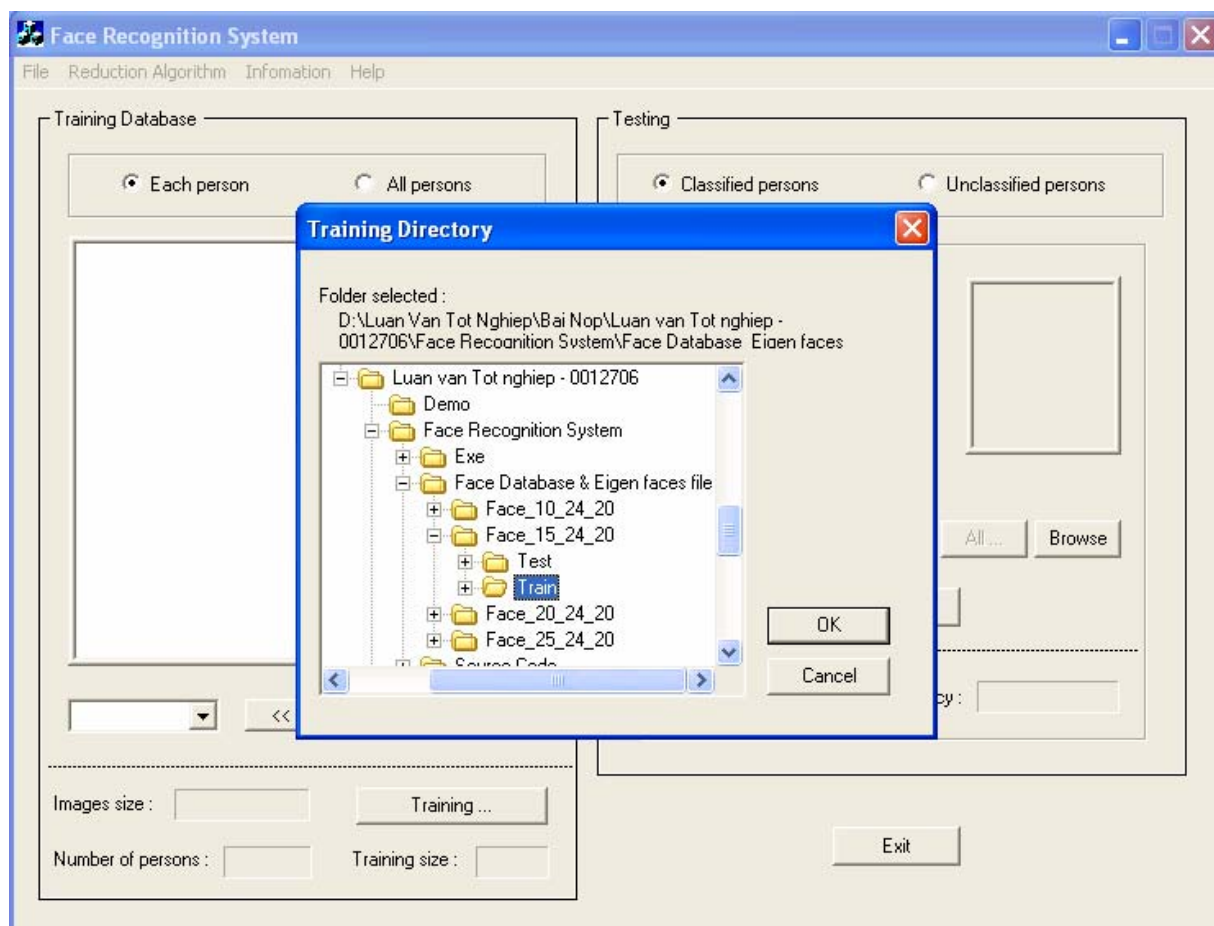 Face Recognition System
File Reduction Algorithm Infomation Help
Training Database
Each person All persons
Testing
Classified persons Unclassified persons
Training Directory
Folder selected :
D:\Luan Van Tot Nghiep\Bai Nop\Luan van Tot nghiep -
0012706\Face Recognition System\Face Database Eigen faces
Luan van Tot nghiep - 0012706
Demo
Face Recognition System
Exe
Face Database & Eigen faces file
Face_10_24_20
Face_15_24_20
Test
Train
Face_20_24_20
Face_25_24_20
Source Code
OK
Cancel
All ... Browse
cy :
<<
Images size :
Training ...
Number of persons :
Training size :
Exit